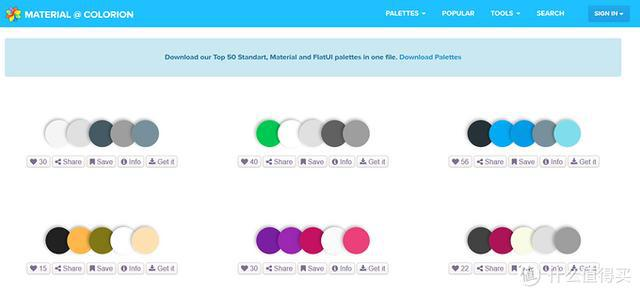 MATERIAL @ COLORION PALETTES POPULAR TOOLS SEARCH SIGN IN
Download our Top 50 Standart, Material and FlatUI palettes in one file. Download Palettes
30 Share Save Info Get it 40 Share Save Info Get it 56 Share Save Info Get it
15 Share Save Info Get it 30 Share Save Info Get it 22 Share Save Info Get it
值 什么值得买